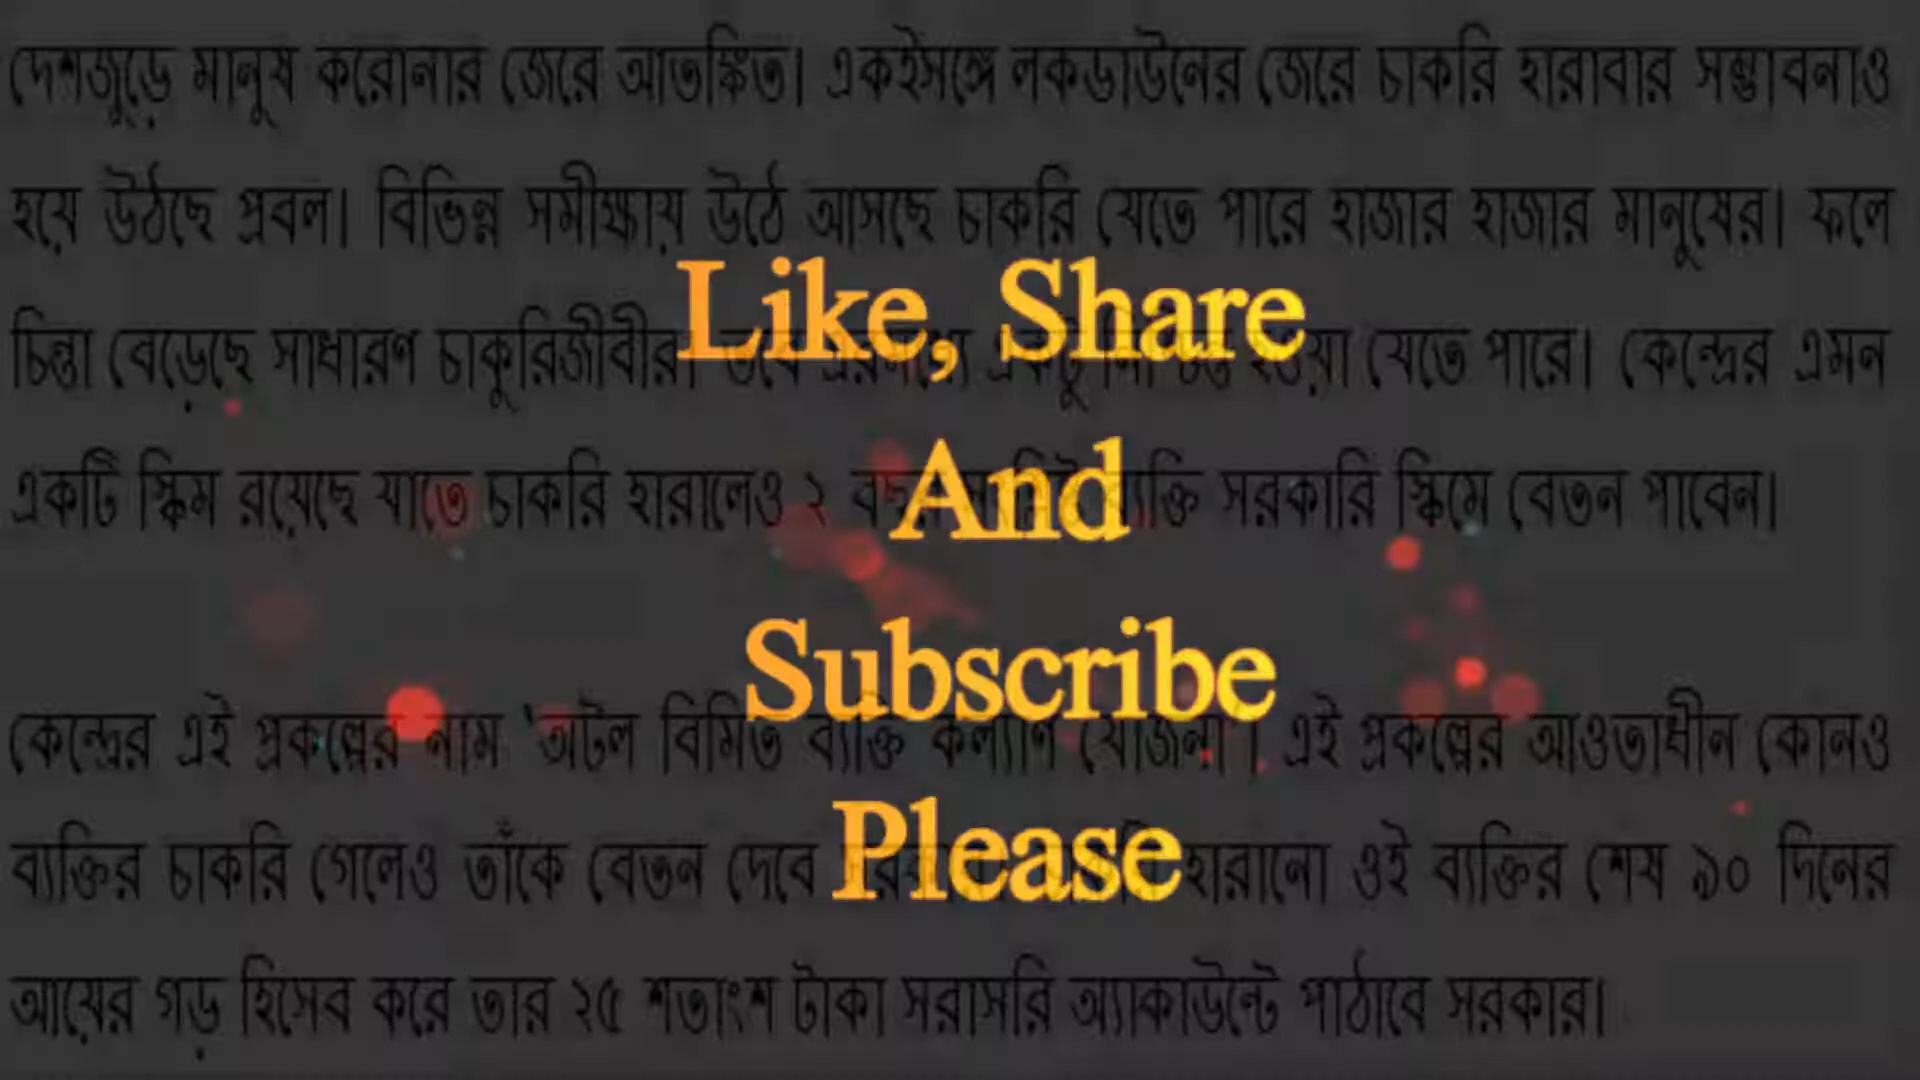 দেশজুড়ে মানুষ করোনার জেরে আতঙ্কিত। একইসঙ্গে লকডাউনের জেরে চাকরি হারাবার সম্ভাবনাও
হয়ে উঠছে প্রবল। বিভিন্ন সমীক্ষায় উঠে আসছে চাকরি যেতে পারে হাজার হাজার মানুষের। ফলে
Like, Share
চিন্তা বেড়েছে সাধারণ চাকুরিজীবীর। তবে একটু যেতে পারে। কেন্দ্রের এমন
And
একটি স্কিম রয়েছে যাতে চাকরি হারালেও ২ সরকারি স্কিমে বেতন পাবেন।
Subscribe
কেন্দ্রের এই প্রকল্পের নাম 'অটল বিমিত ব্যক্তি কল্যাণ যোজনা'। এই প্রকল্পের আওতাধীন কোনও
Please
ব্যক্তির চাকরি গেলেও তাঁকে বেতন দেবে হারানো ওই ব্যক্তির শেষ ৯০ দিনের
আয়ের গড় হিসেব করে তার ২৫ শতাংশ টাকা সরাসরি অ্যাকাউন্টে পাঠাবে সরকার।